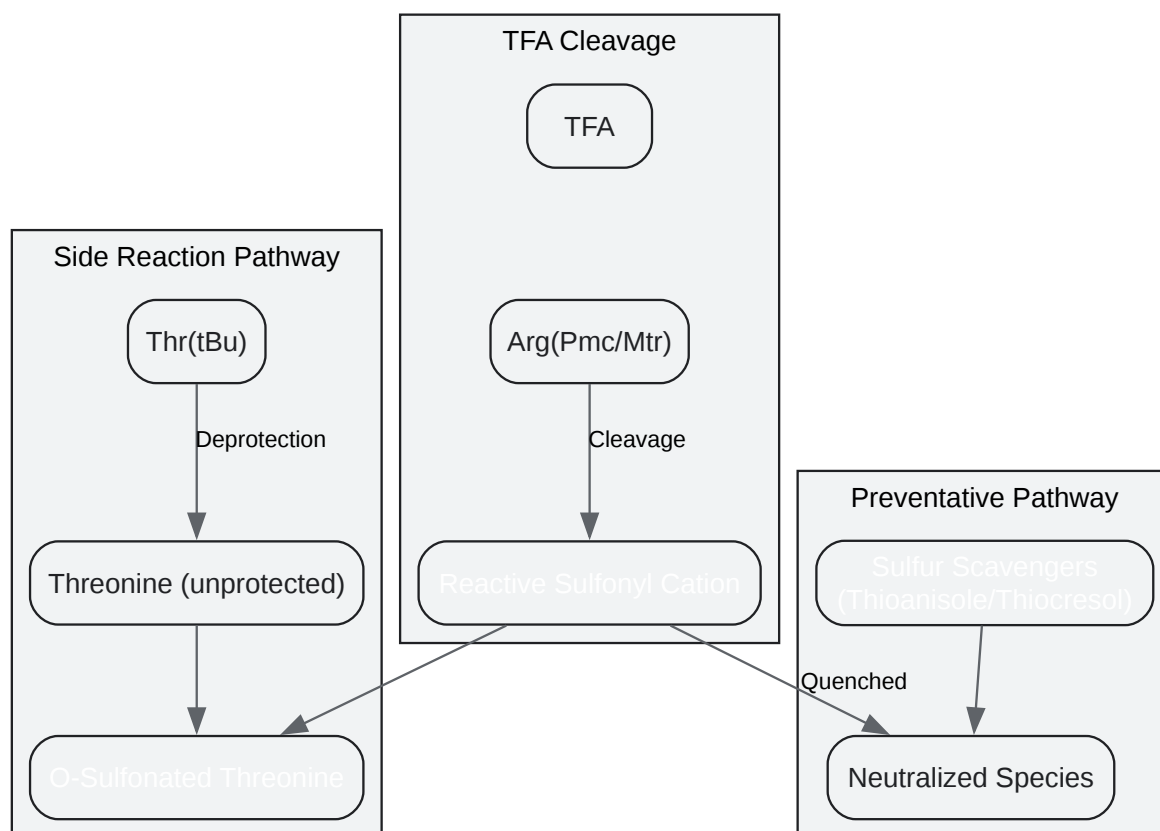 TFA Cleavage
TFA
Side Reaction Pathway
Thr(tBu)
Arg(Pmc/Mtr)
Deprotection
Cleavage
Preventative Pathway
Threonine (unprotected)
Reactive Sulfonyl Cation
Sulfur Scavengers
(Thioanisole/Thiocresol)
Quenched
O-Sulfonated Threonine
Neutralized Species